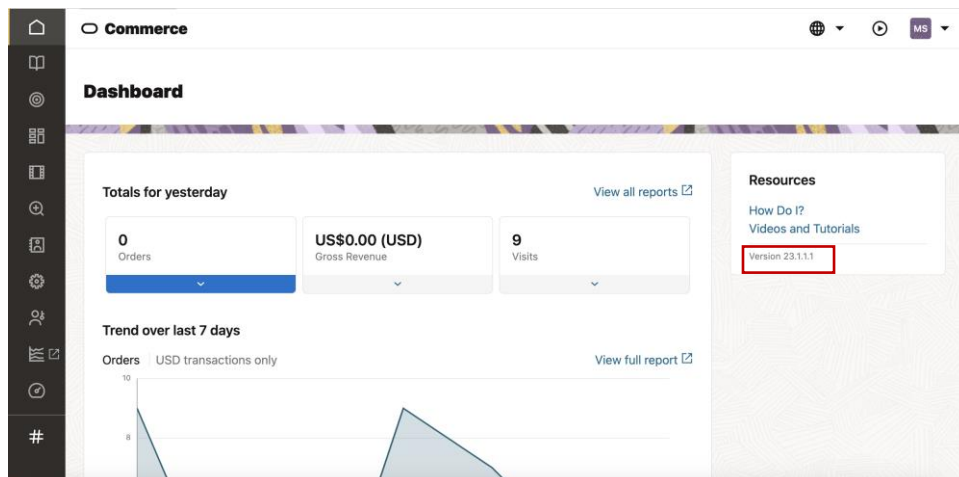 Commerce
MS
Dashboard
Totals for yesterday
View all reports
0
Orders
US$0.00 (USD)
Gross Revenue
9
Visits
Trend over last 7 days
Orders
USD transactions only
View full report
10
8
Resources
How Do I?
Videos and Tutorials
Version 23.1.1.1
#